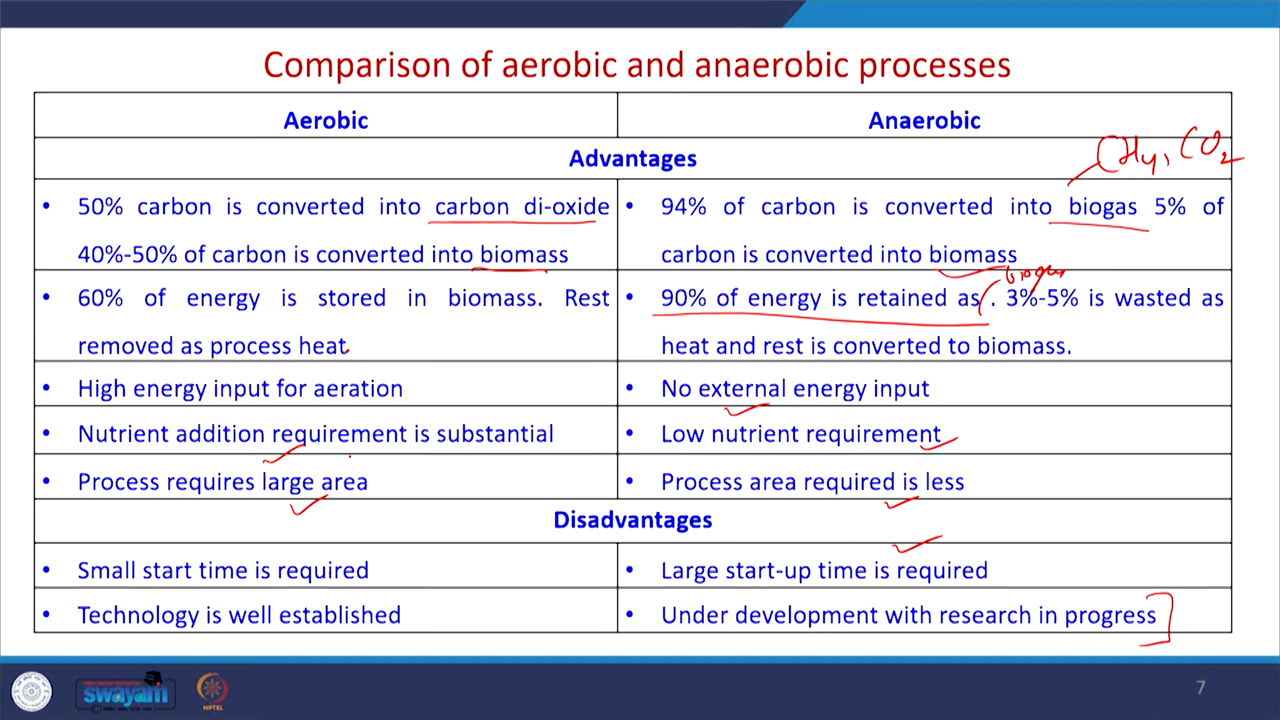 Comparison of aerobic and anaerobic processes
Aerobic
Anaerobic
Advantages
CH4, CO2
• 50% carbon is converted into carbon di-oxide
40%-50% of carbon is converted into biomass
• 94% of carbon is converted into biogas 5% of
carbon is converted into biomass
• 60% of energy is stored in biomass. Rest
removed as process heat.
biogas
• 90% of energy is retained as . 3%-5% is wasted as
heat and rest is converted to biomass.
• High energy input for aeration
• No external energy input
• Nutrient addition requirement is substantial
• Low nutrient requirement
• Process requires large area
• Process area required is less
Disadvantages
• Small start time is required
• Large start-up time is required
• Technology is well established
• Under development with research in progress
swayam
NPTEL
7